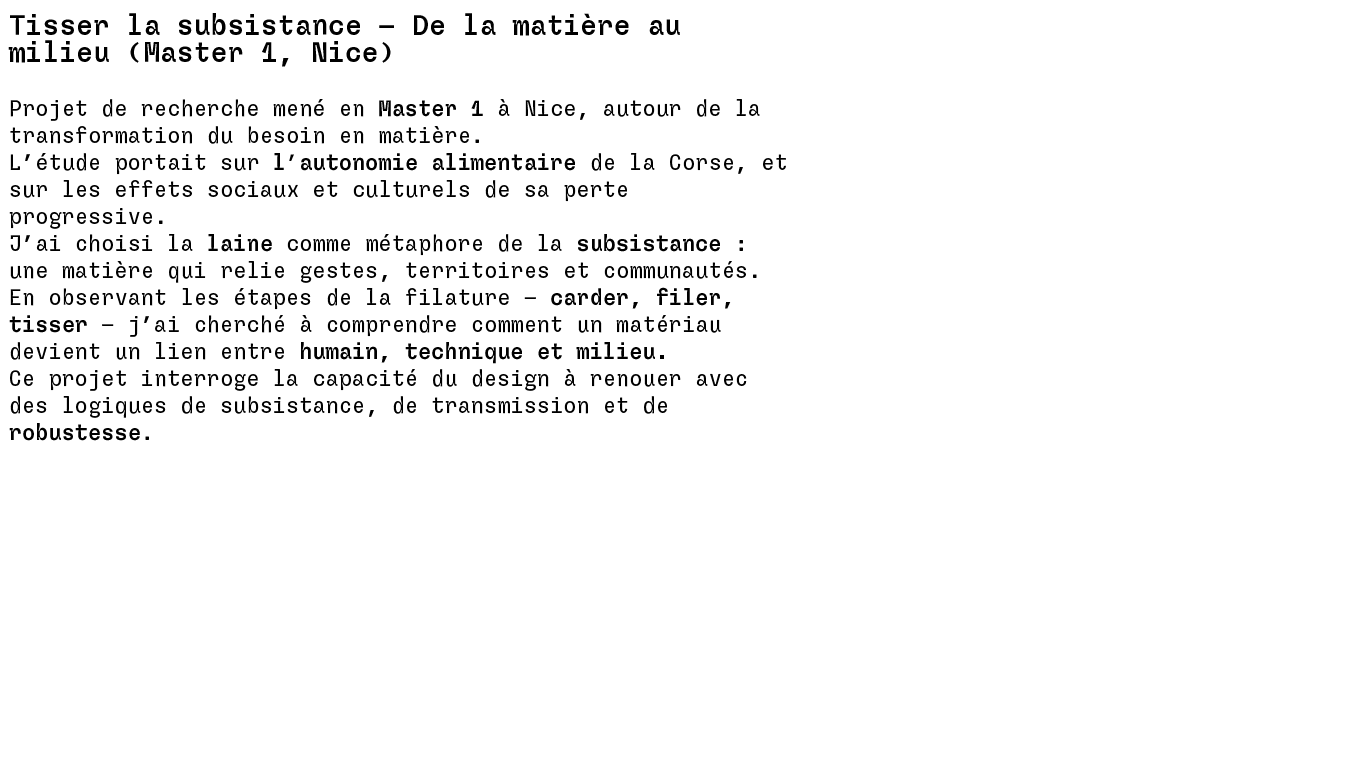 Tisser la subsistance – De la matière au
milieu (Master 1, Nice)
Projet de recherche mené en Master 1 à Nice, autour de la
transformation du besoin en matière.
L’étude portait sur l’autonomie alimentaire de la Corse, et
sur les effets sociaux et culturels de sa perte
progressive.
J’ai choisi la laine comme métaphore de la subsistance :
une matière qui relie gestes, territoires et communautés.
En observant les étapes de la filature – carder, filer,
tisser – j’ai cherché à comprendre comment un matériau
devient un lien entre humain, technique et milieu.
Ce projet interroge la capacité du design à renouer avec
des logiques de subsistance, de transmission et de
robustesse.